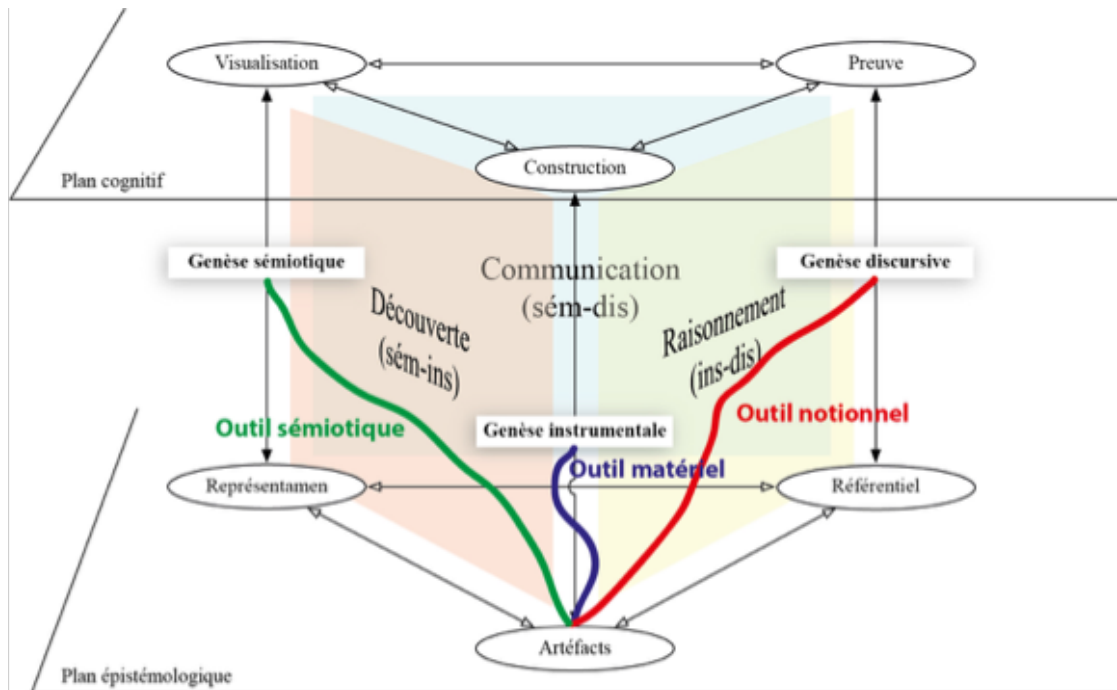 Visualisation
Preuve
Construction
Plan cognitif
Genèse sémiotique
Genèse discursive
Communication
(sém-dis)
Découverte
(sém-ins)
Raisonnement
(ins-dis)
Outil sémiotique
Outil notionnel
Genèse instrumentale
Outil matériel
Représentamen
Référentiel
Artéfacts
Plan épistémologique